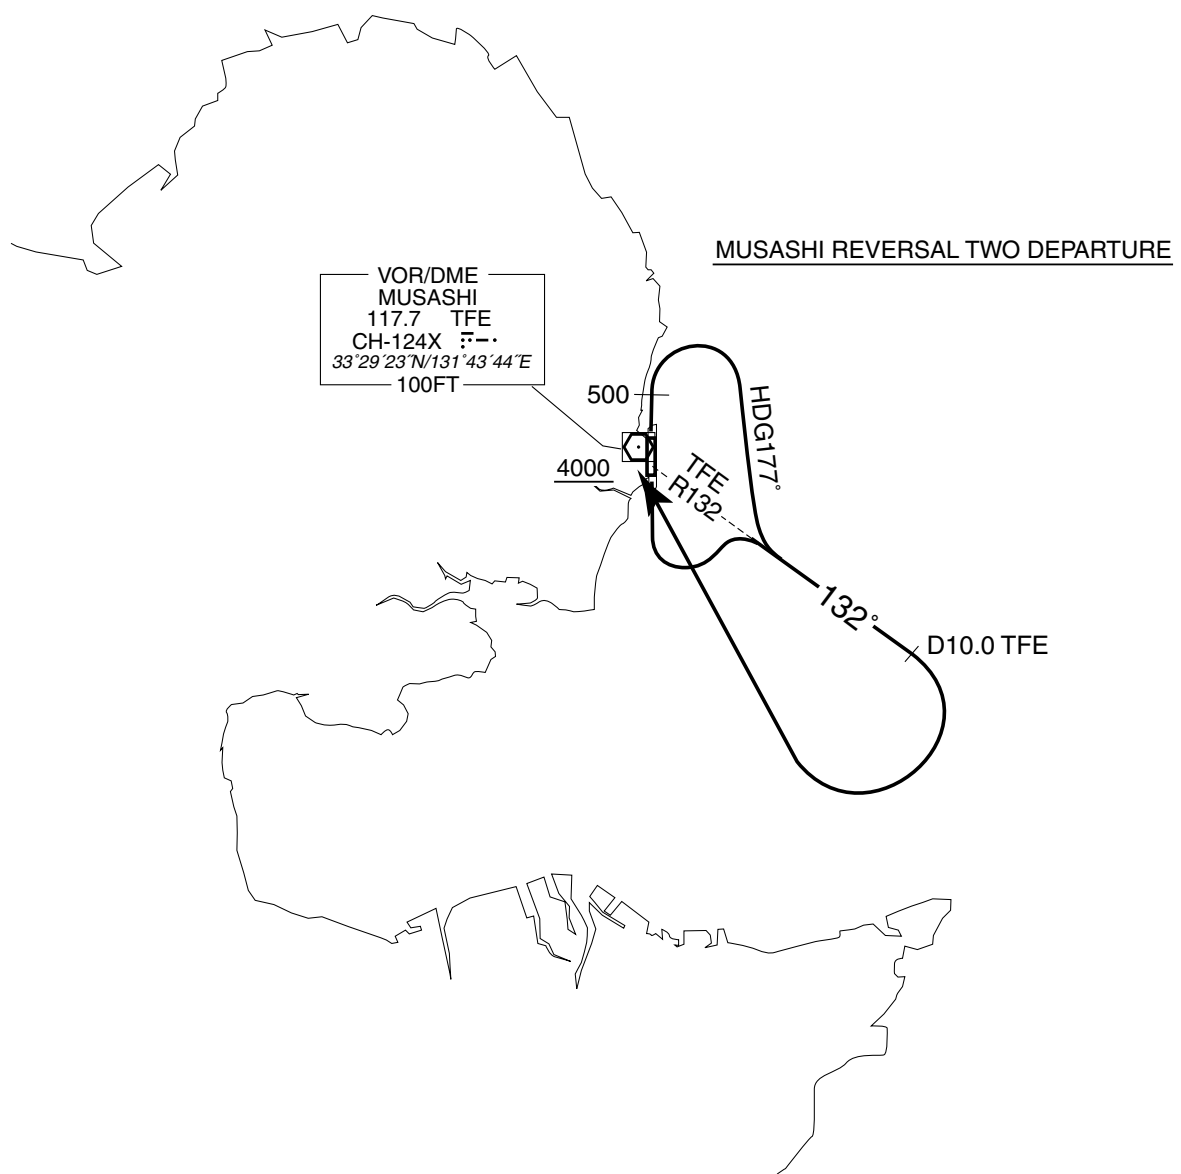 MUSASHI REVERSAL TWO DEPARTURE
VOR/DME
MUSASHI
117.7 TFE
CH-124X
33°29´23˝N/131°43´44˝E
100FT
500
HDG177°
4000
TFE
R132
132°
D10.0 TFE